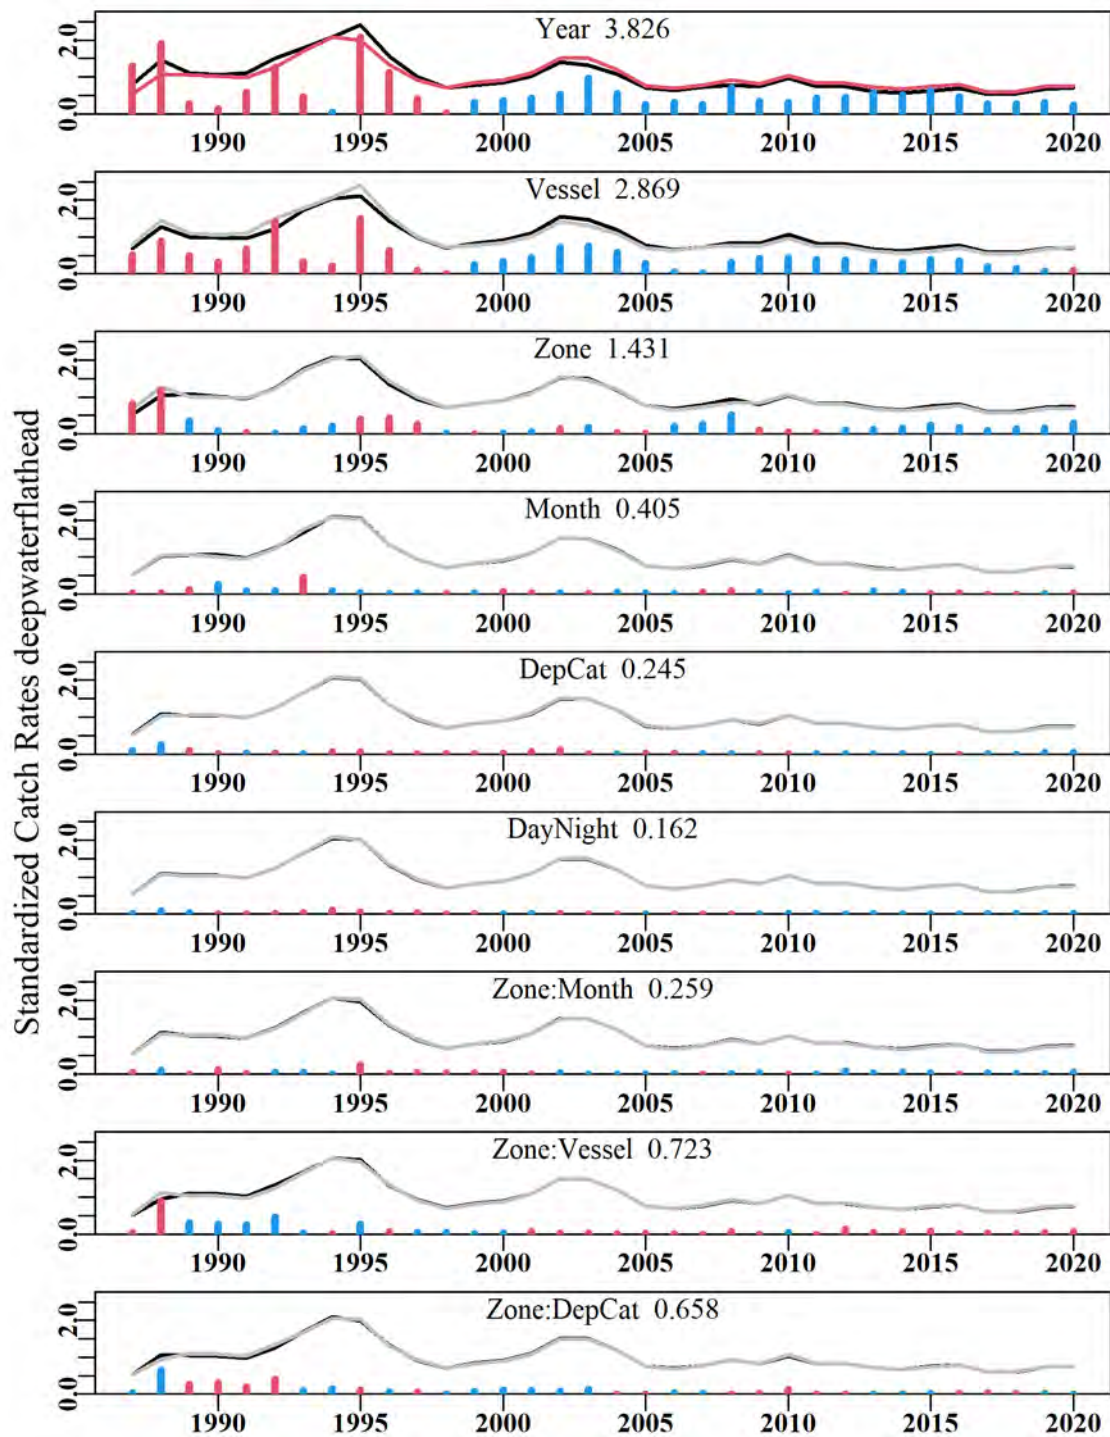 Standardized Catch Rates deepwaterflathead
Year 3.826
0.0 2.0
1990 1995 2000 2005 2010 2015 2020
Vessel 2.869
0.0 2.0
1990 1995 2000 2005 2010 2015 2020
Zone 1.431
0.0 2.0
1990 1995 2000 2005 2010 2015 2020
Month 0.405
0.0 2.0
1990 1995 2000 2005 2010 2015 2020
DepCat 0.245
0.0 2.0
1990 1995 2000 2005 2010 2015 2020
DayNight 0.162
0.0 2.0
1990 1995 2000 2005 2010 2015 2020
Zone:Month 0.259
0.0 2.0
1990 1995 2000 2005 2010 2015 2020
Zone:Vessel 0.723
0.0 2.0
1990 1995 2000 2005 2010 2015 2020
Zone:DepCat 0.658
0.0 2.0
1990 1995 2000 2005 2010 2015 2020